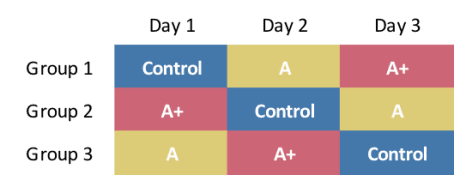 Day 1 Day 2 Day 3
Group 1 Control A A+
Group 2 A+ Control A
Group 3 A A+ Control